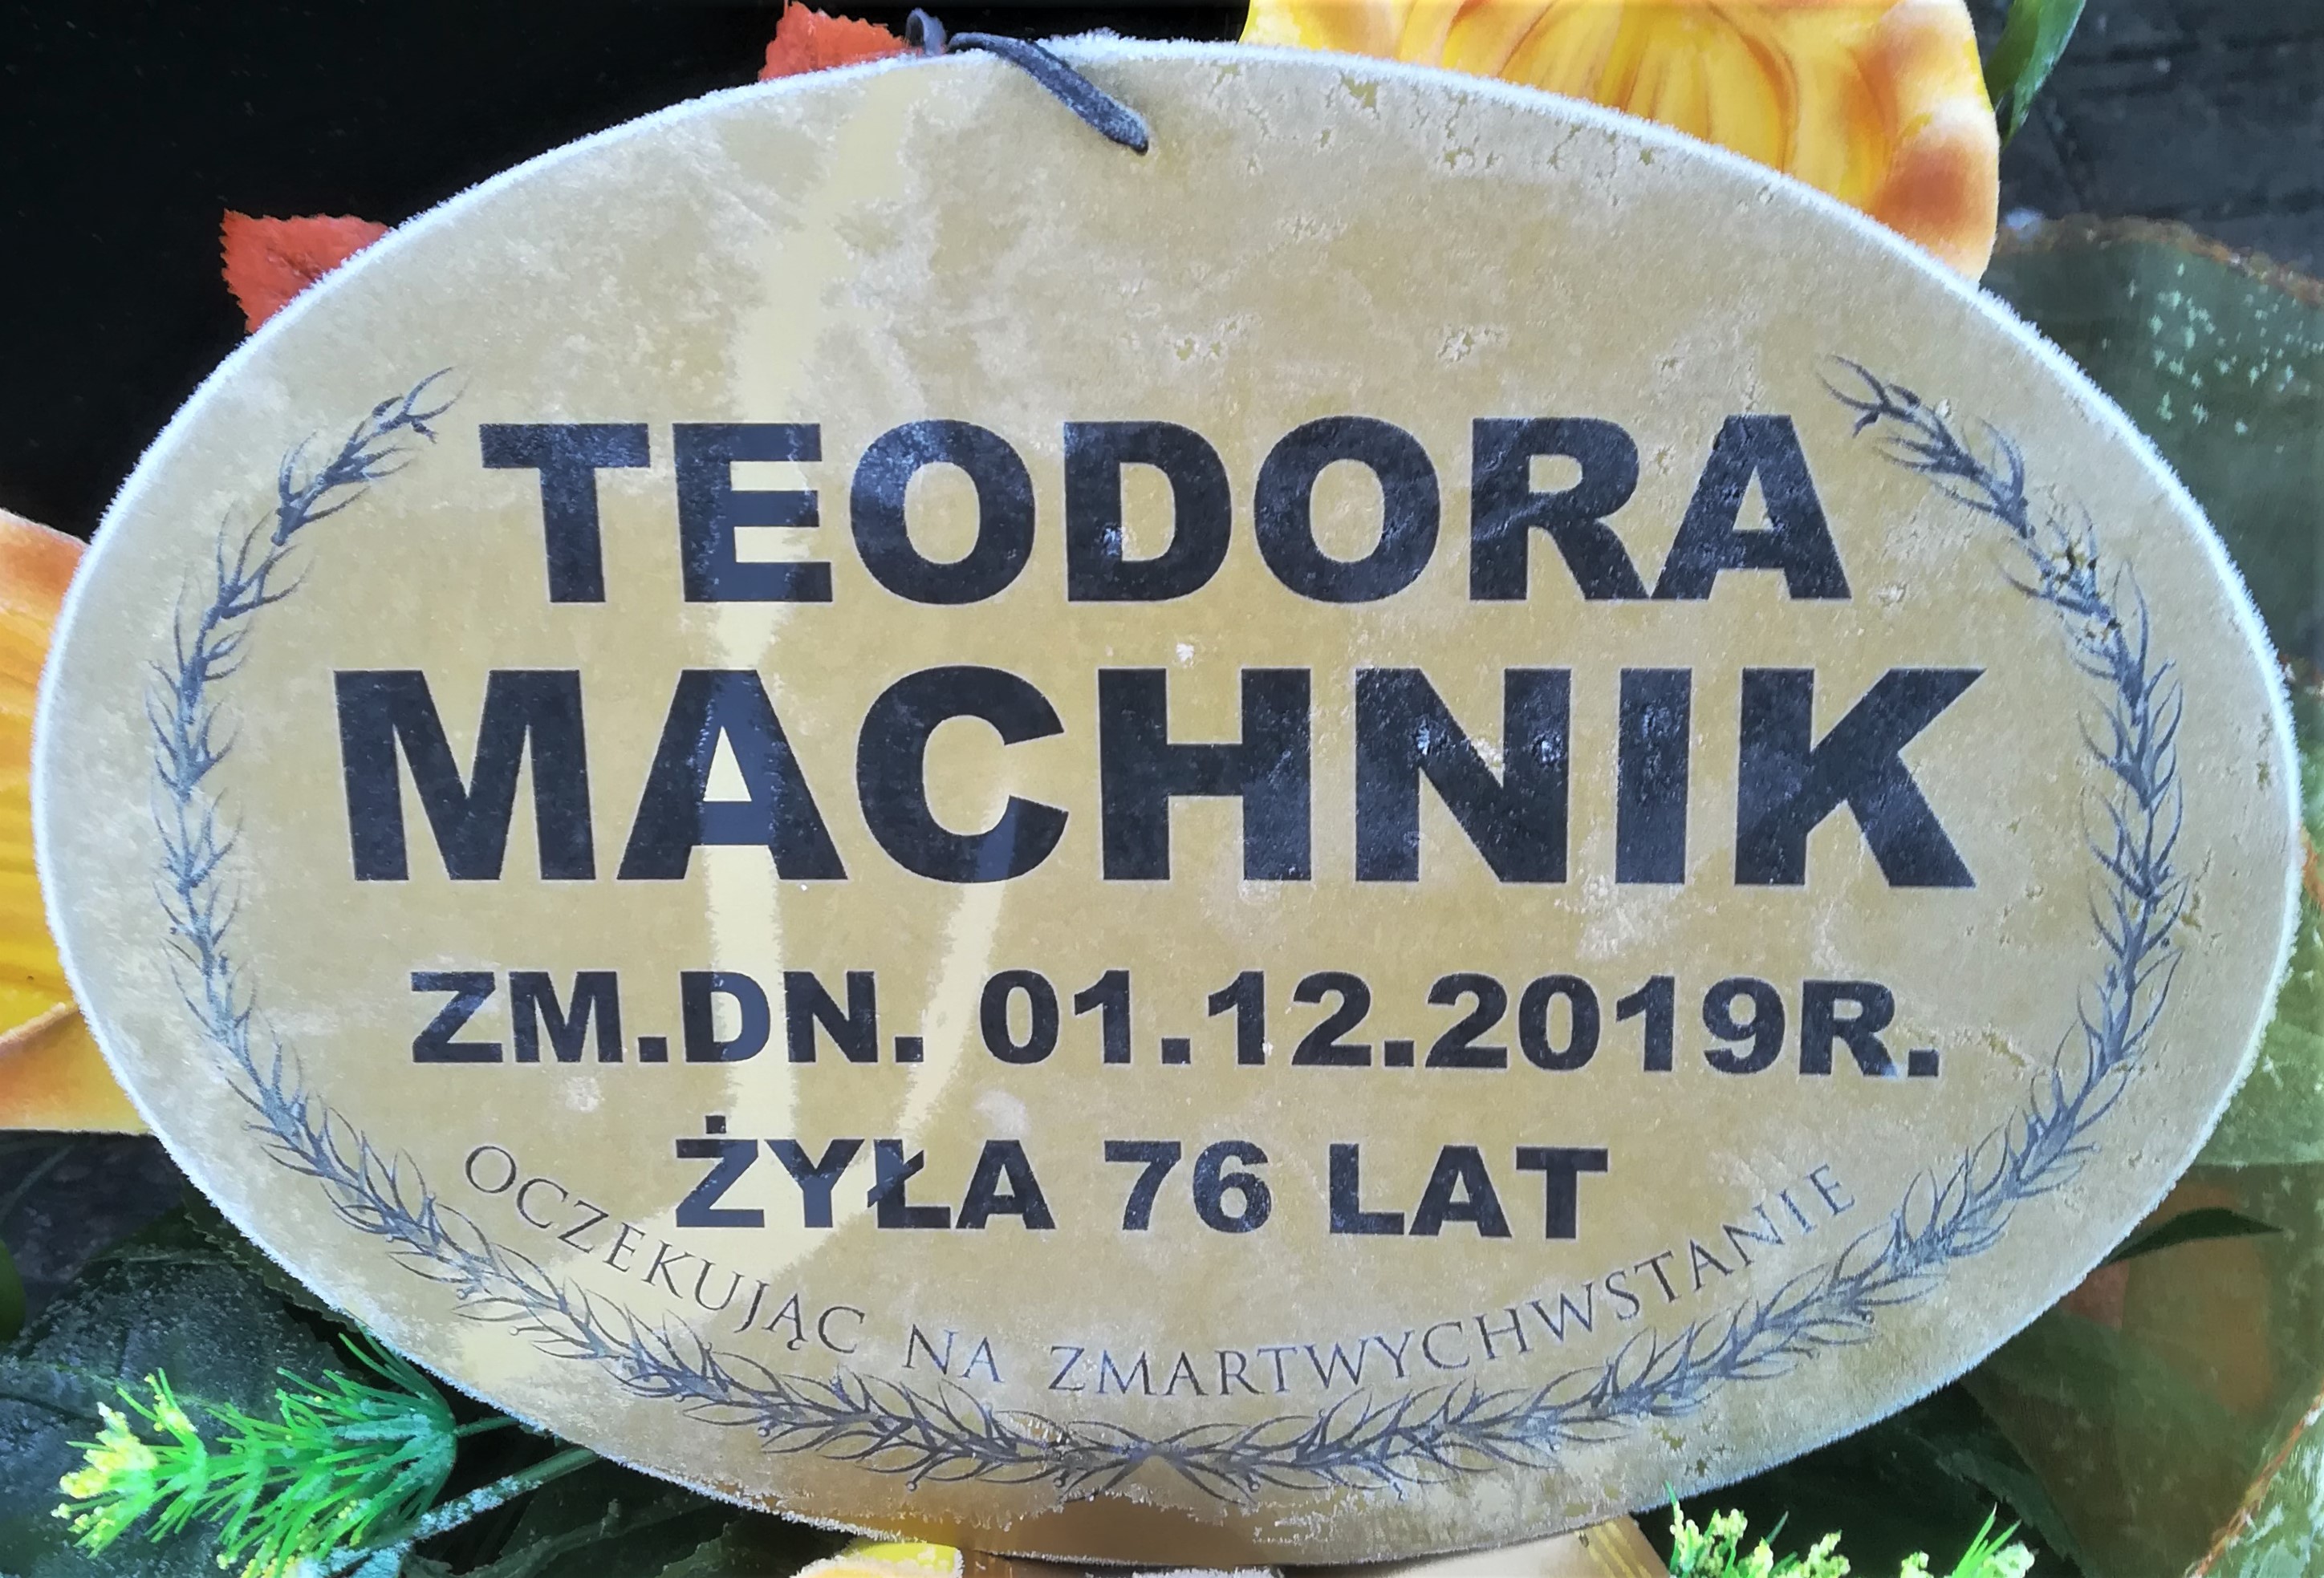 TEODORA
MACHNIK
ZM.DN. 01.12.2019R.
ŻYŁA 76 LAT
OCZEKUJĄC NA ZMARTWYCHWSTANIE